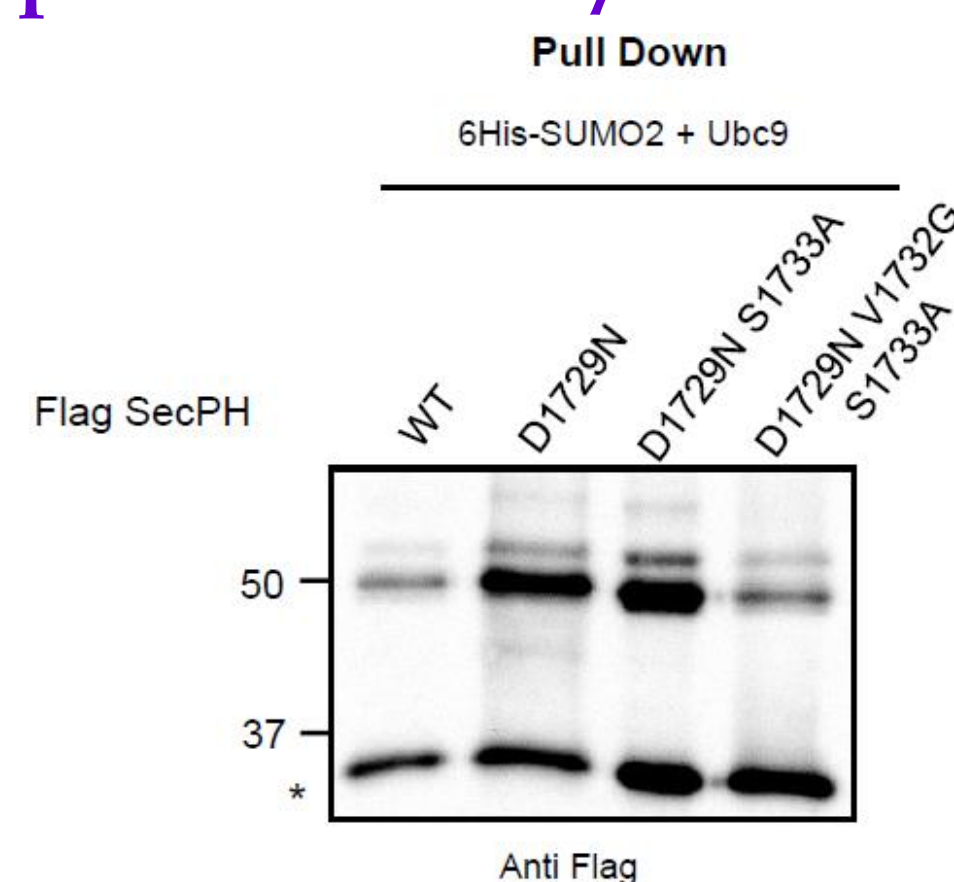 Pull Down
6His-SUMO2 + Ubc9
Flag SecPH
WT
D1729N
D1729N S1733A
D1729N V1732G
S1733A
50
37
*
Anti Flag